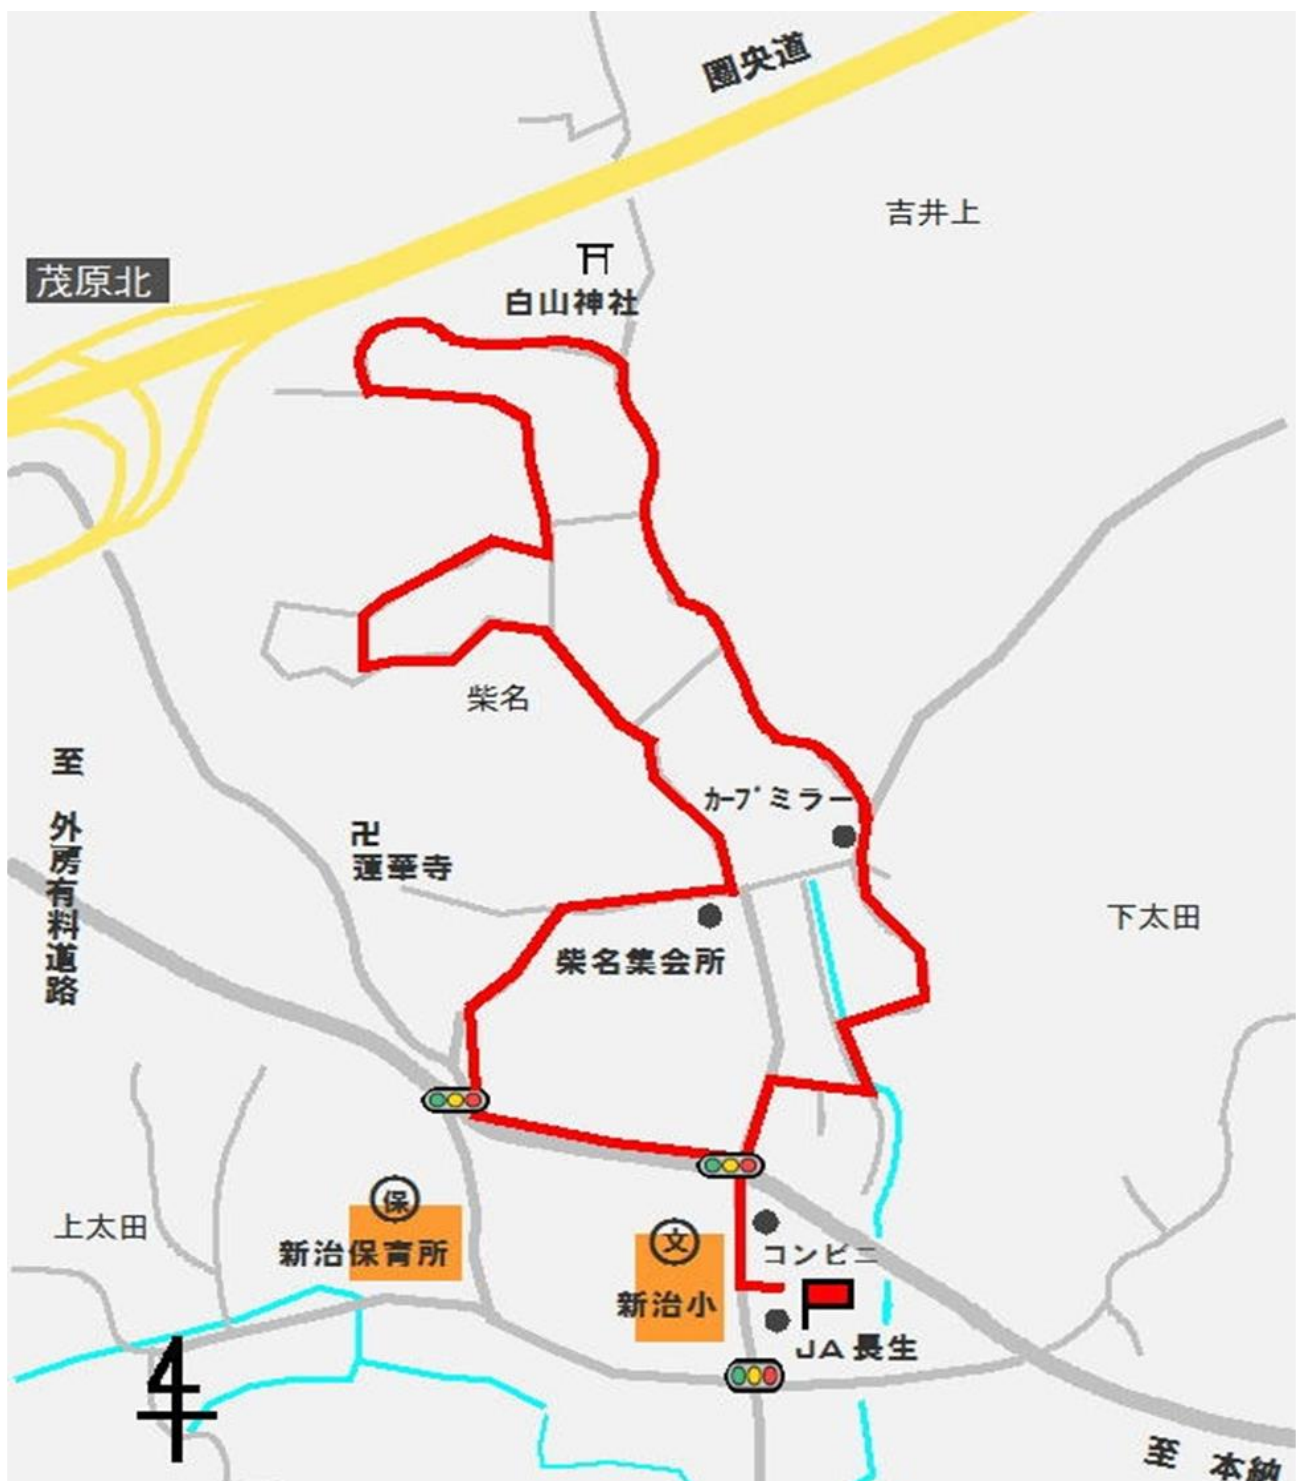 圏央道
吉井上
茂原北
白山神社
柴名
至 外房有料道路
カーブミラー
蓮華寺
柴名集会所
下太田
上太田
保
新治保育所
文
新治小
コンビニ
JA長生
至 本納
4